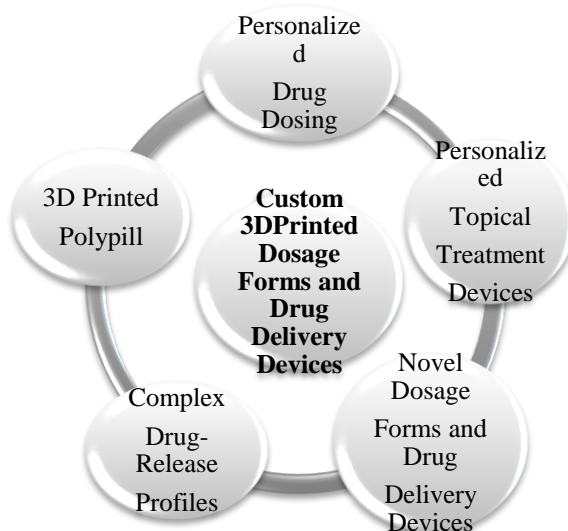 Personalize
d
Drug
Dosing
Personaliz
ed
Topical
Treatment
Devices
Novel
Dosage
Forms and
Drug
Delivery
Devices
Complex
Drug-
Release
Profiles
3D Printed
Polypill
Custom
3DPrinted
Dosage
Forms and
Drug
Delivery
Devices